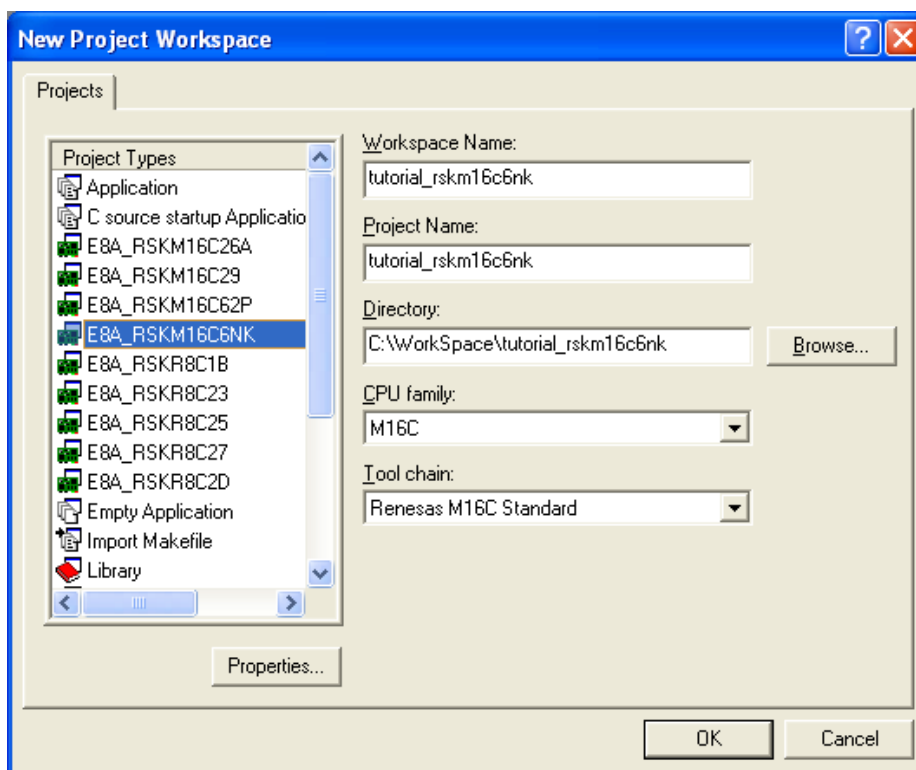 New Project Workspace
Projects
Project Types
Application
C source startup Applicatio
E8A_RSKM16C26A
E8A_RSKM16C29
E8A_RSKM16C62P
E8A_RSKM16C6NK
E8A_RSKR8C1B
E8A_RSKR8C23
E8A_RSKR8C25
E8A_RSKR8C27
E8A_RSKR8C2D
Empty Application
Import Makefile
Library
Properties...
Workspace Name:
tutorial_rskm16c6nk
Project Name:
tutorial_rskm16c6nk
Directory:
C:\WorkSpace\tutorial_rskm16c6nk
Browse...
CPU family:
M16C
Tool chain:
Renesas M16C Standard
OK
Cancel